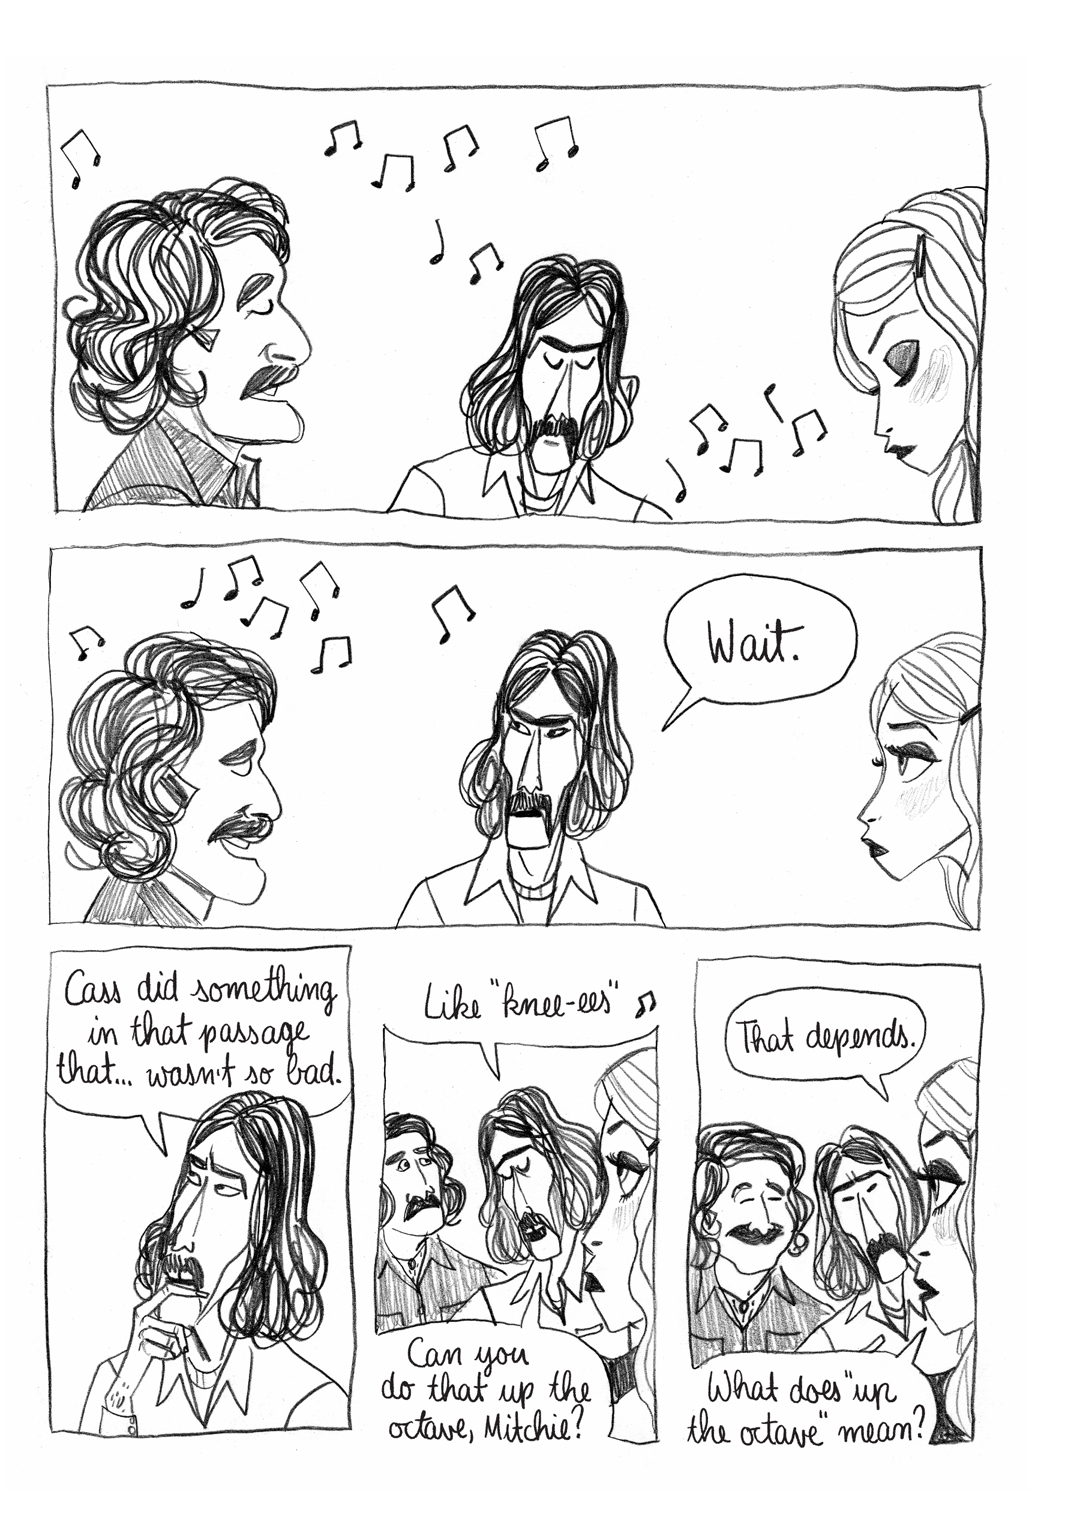 Wait.
Cass did something
in that passage
that... wasn't so bad.
Like "knee-ees" ♫
Can you
do that up the
octave, Mitchie?
That depends.
What does "up
the octave" mean?